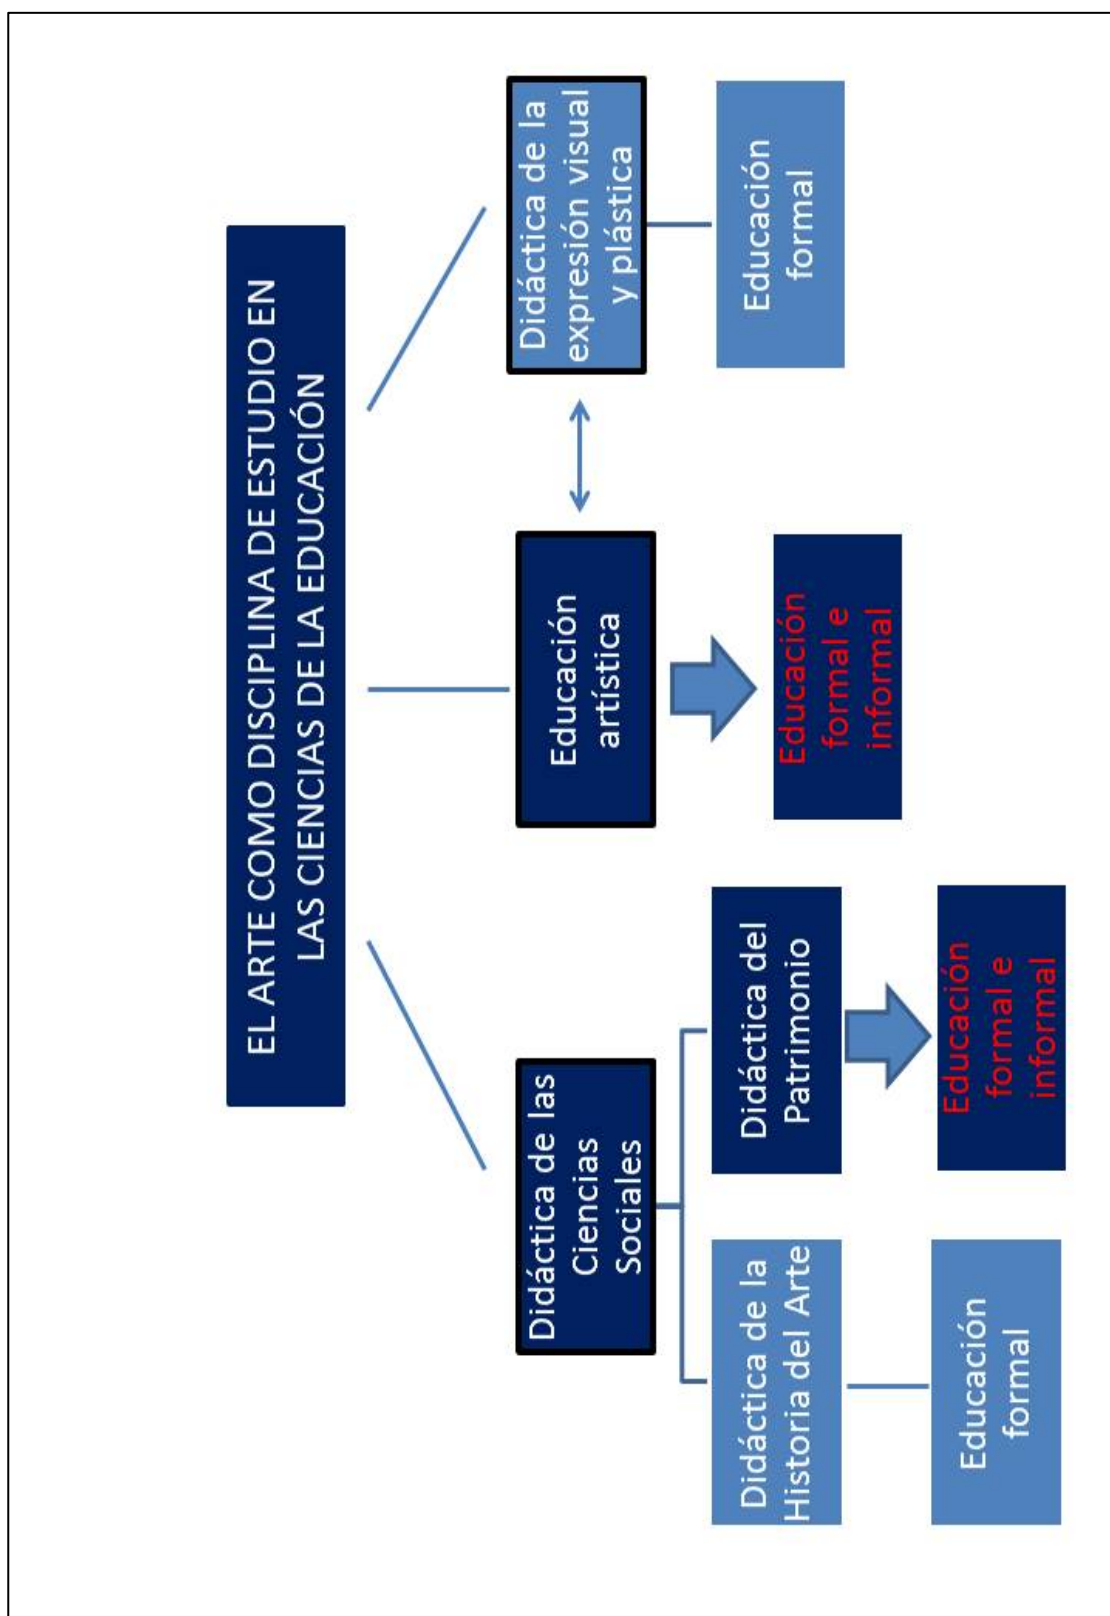 EL ARTE COMO DISCIPLINA DE ESTUDIO EN
LAS CIENCIAS DE LA EDUCACIÓN
Didáctica de las
Ciencias
Sociales
Educación
artística
Didáctica de la
expresión visual
y plástica
Didáctica de la
Historia del Arte
Didáctica del
Patrimonio
Educación
formal e
informal
Educación
formal
Educación
formal
Educación
formal e
informal